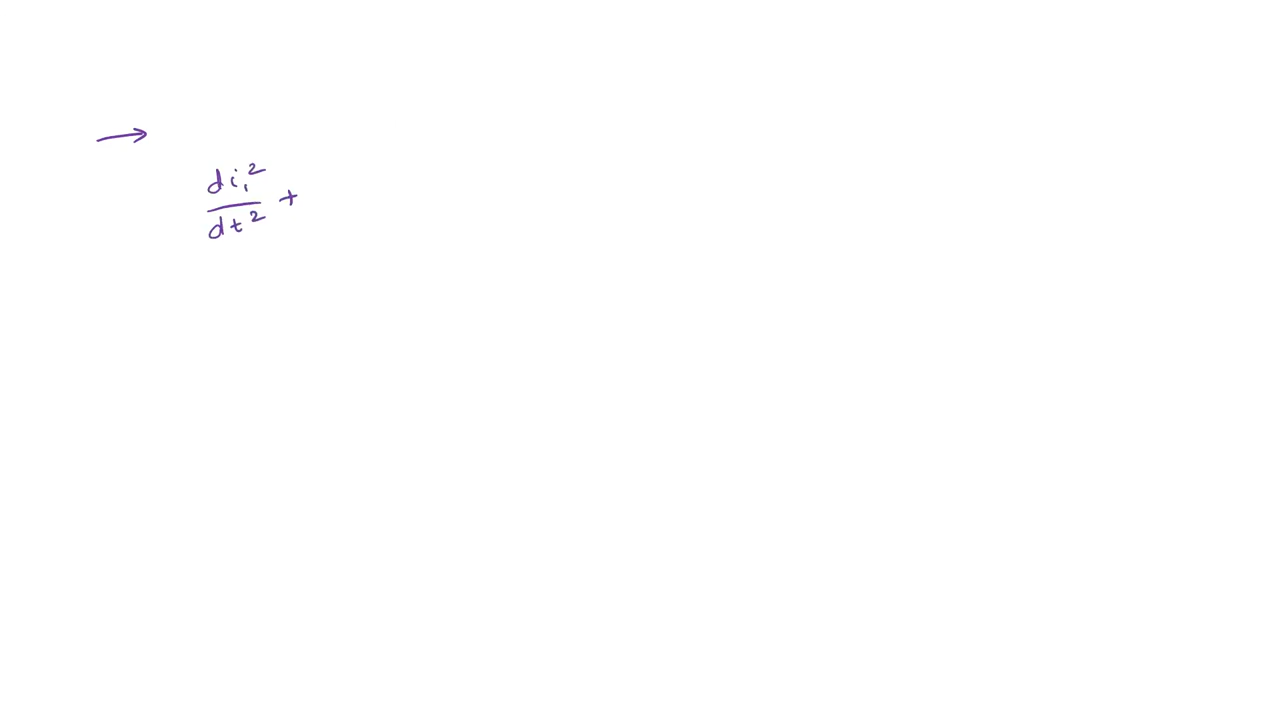 →
di₁²/dt² +